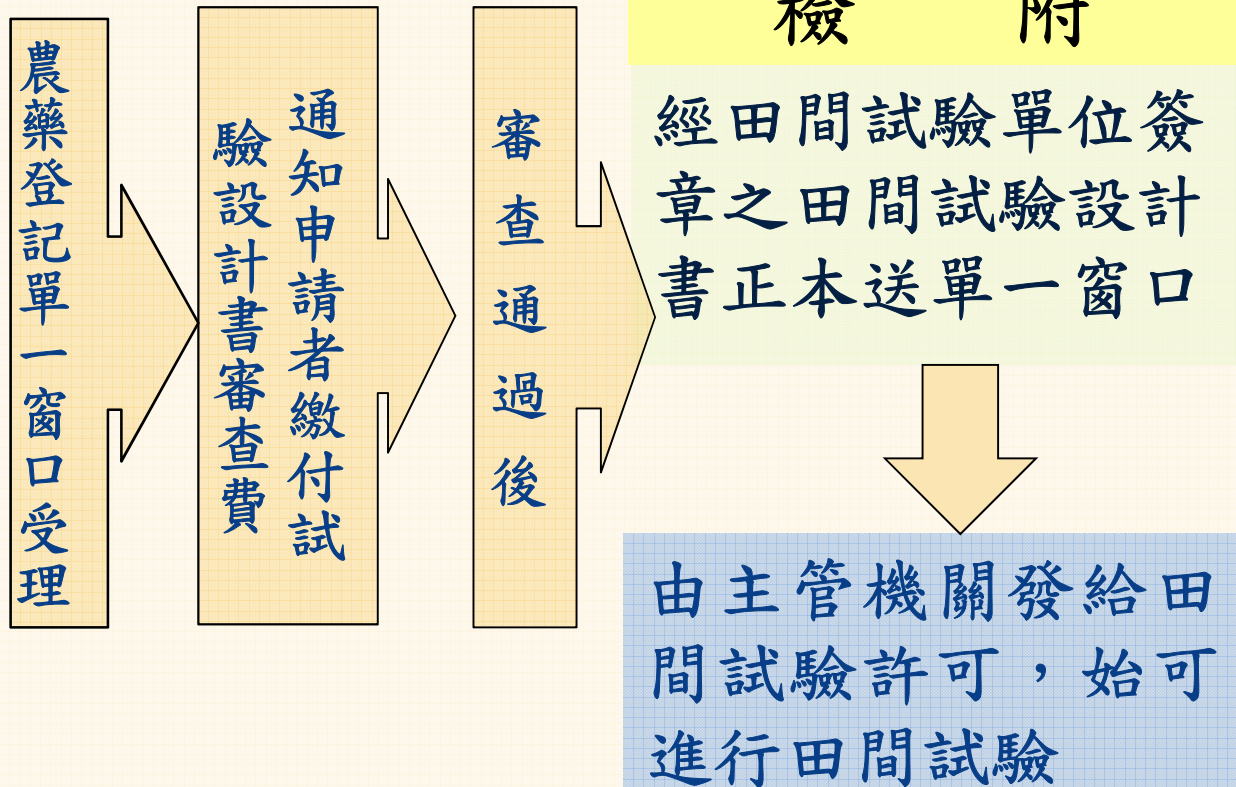 農藥登記單一窗口受理
通知申請者繳付試
驗設計書審查費
審查通過後
檢附
經田間試驗單位簽
章之田間試驗設計
書正本送單一窗口
由主管機關發給田
間試驗許可，始可
進行田間試驗